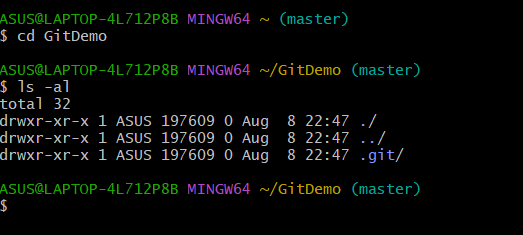 ASUS@LAPTOP-4L712P8B MINGW64 ~ (master)
$ cd GitDemo
ASUS@LAPTOP-4L712P8B MINGW64 ~/GitDemo (master)
$ ls -al
total 32
drwxr-xr-x 1 ASUS 197609 0 Aug  8 22:47 ./
drwxr-xr-x 1 ASUS 197609 0 Aug  8 22:47 ../
drwxr-xr-x 1 ASUS 197609 0 Aug  8 22:47 .git/
ASUS@LAPTOP-4L712P8B MINGW64 ~/GitDemo (master)
$